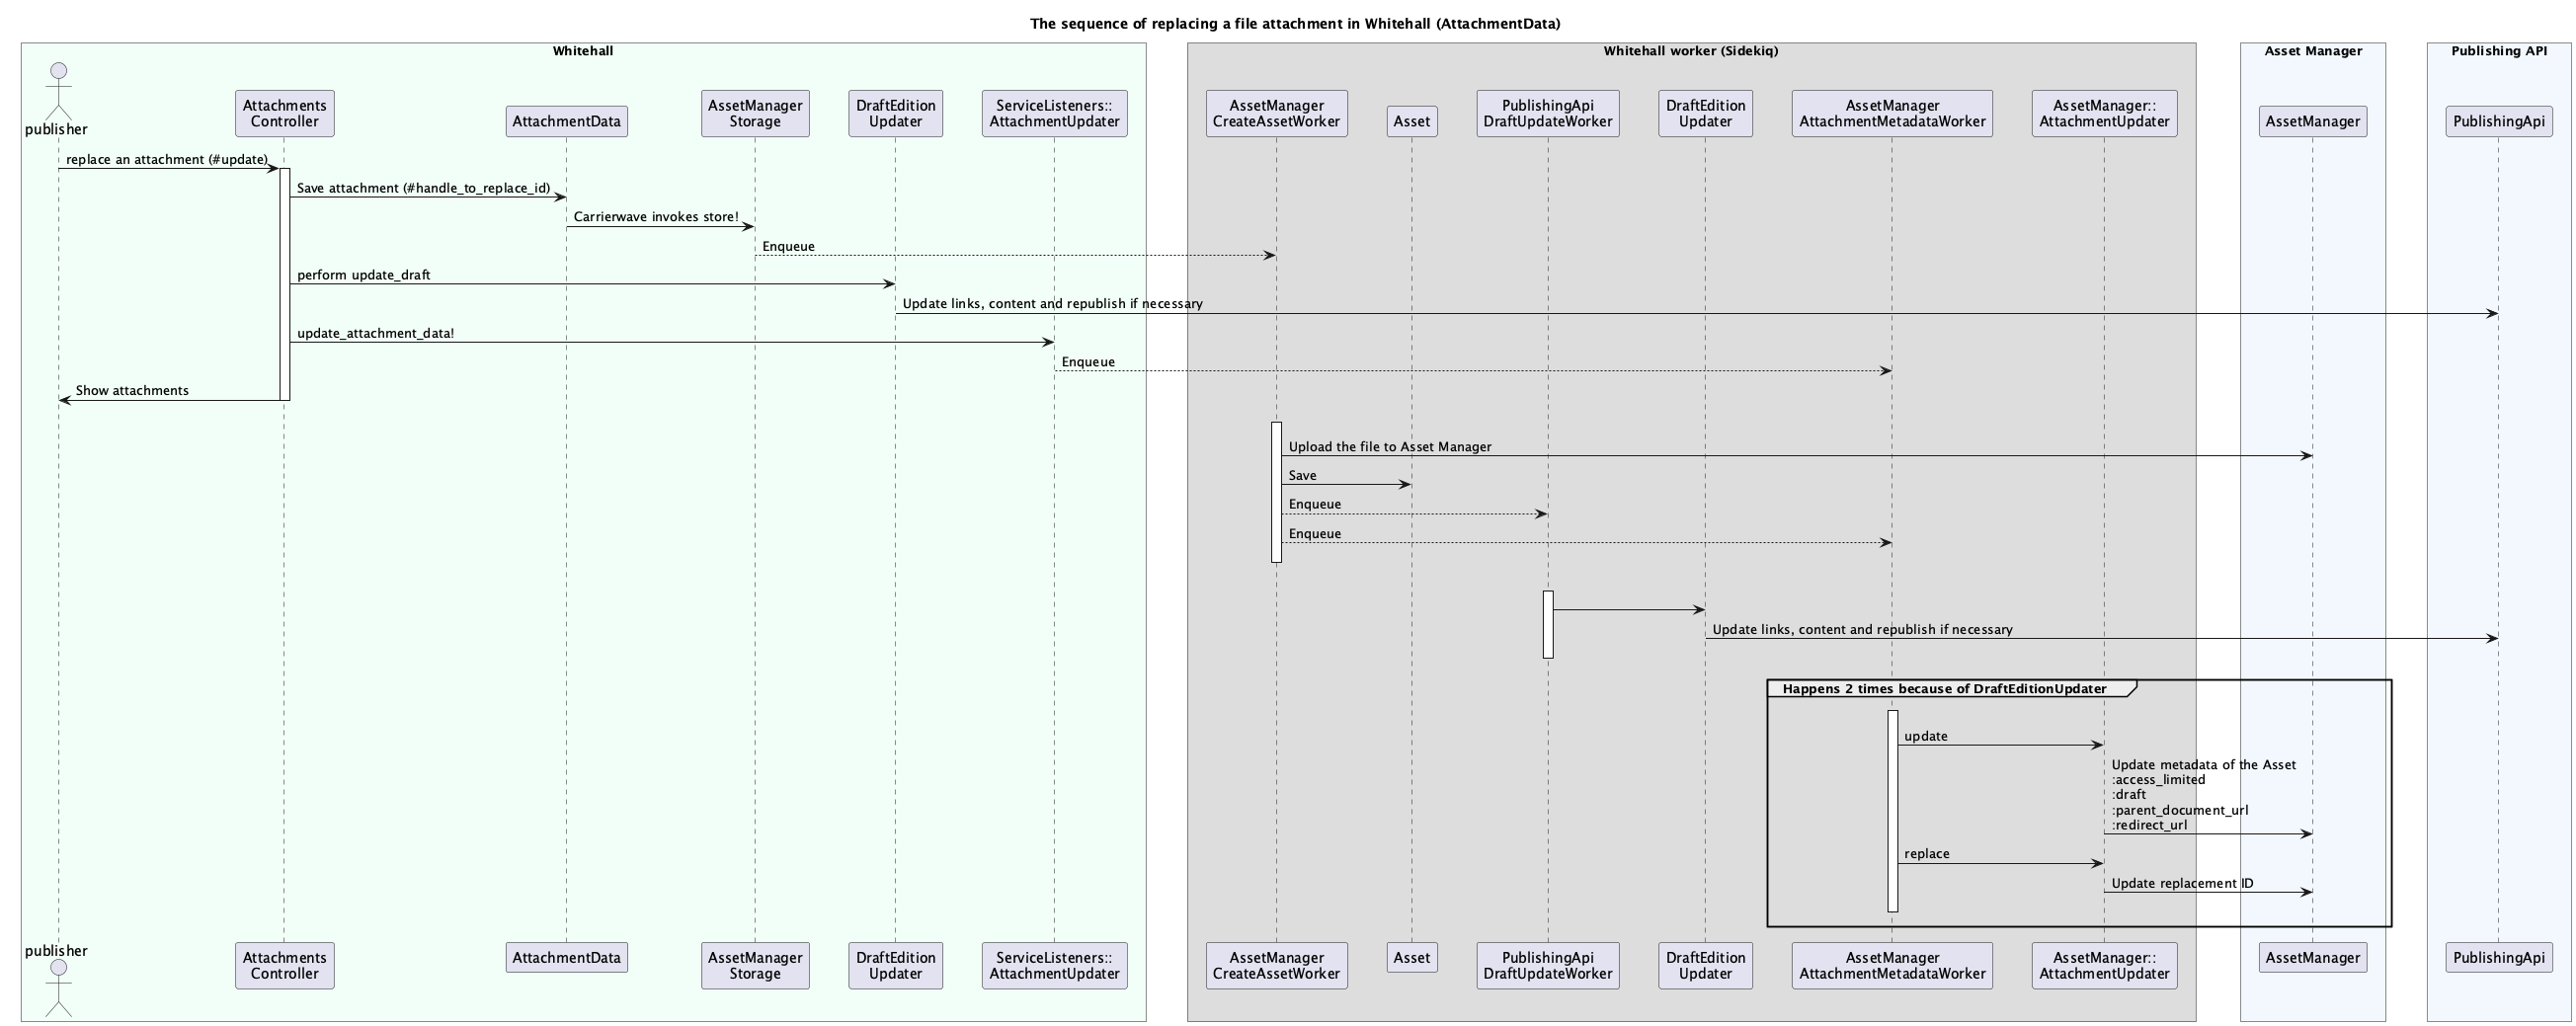 The sequence of replacing a file attachment in Whitehall (AttachmentData)
Whitehall
Whitehall worker (Sidekiq)
Asset Manager
Publishing API
publisher
Attachments
Controller
AttachmentData
AssetManager
Storage
DraftEdition
Updater
ServiceListeners::
AttachmentUpdater
AssetManager
CreateAssetWorker
Asset
PublishingApi
DraftUpdateWorker
DraftEdition
Updater
AssetManager
AttachmentMetadataWorker
AssetManager::
AttachmentUpdater
AssetManager
PublishingApi
replace an attachment (#update)
Save attachment (#handle_to_replace_id)
Carrierwave invokes store!
Enqueue
perform update_draft
Update links, content and republish if necessary
update_attachment_data!
Enqueue
Show attachments
Upload the file to Asset Manager
Save
Enqueue
Enqueue
Update links, content and republish if necessary
Happens 2 times because of DraftEditionUpdater
update
Update metadata of the Asset
:access_limited
:draft
:parent_document_url
:redirect_url
replace
Update replacement ID
publisher
Attachments
Controller
AttachmentData
AssetManager
Storage
DraftEdition
Updater
ServiceListeners::
AttachmentUpdater
AssetManager
CreateAssetWorker
Asset
PublishingApi
DraftUpdateWorker
DraftEdition
Updater
AssetManager
AttachmentMetadataWorker
AssetManager::
AttachmentUpdater
AssetManager
PublishingApi